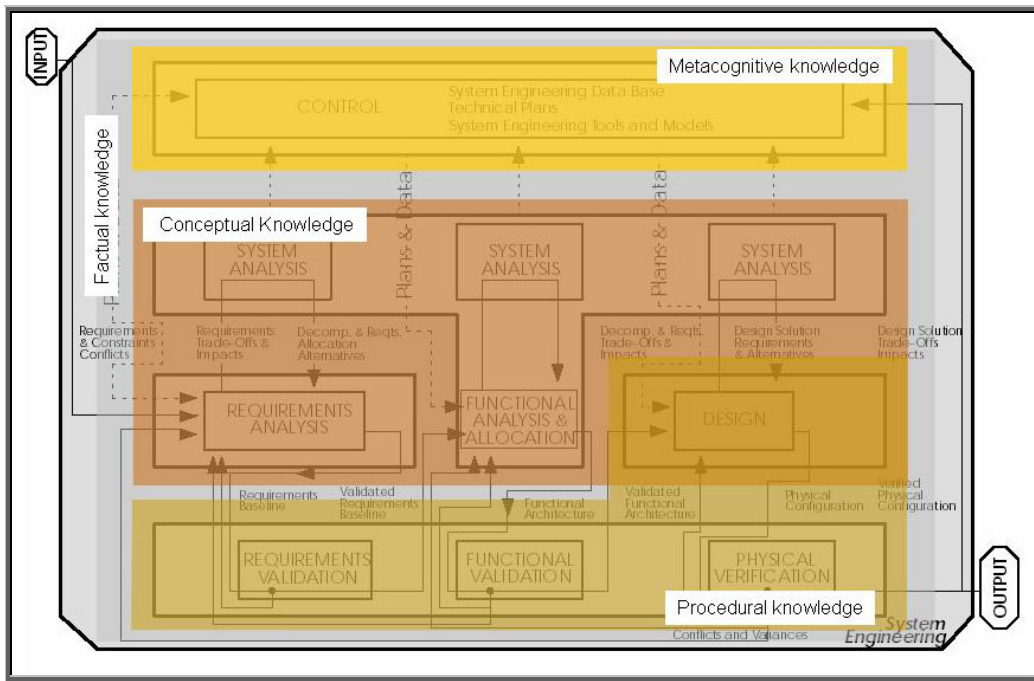 INPUT
Metacognitive knowledge
CONTROL
System Engineering Data Base
Technical Plans
System Engineering Tools and Models
Factual knowledge
Conceptual Knowledge
Plans & Data
Plans & Data
SYSTEM
ANALYSIS
SYSTEM
ANALYSIS
SYSTEM
ANALYSIS
Requirements
& Constraints
Conflicts
Requirements
Trade-Offs &
Impacts
Decomp. & Reqts.
Allocation
Alternatives
Decomp. & Reqts.
Trade-Offs &
Impacts
Design Solution
Requirements
& Alternatives
Design Solution
Trade-Offs &
Impacts
REQUIREMENTS
ANALYSIS
FUNCTIONAL
ANALYSIS &
ALLOCATION
DESIGN
Requirements
Baseline
Validated
Requirements
Baseline
Functional
Architecture
Validated
Functional
Architecture
Physical
Configuration
Verified
Physical
Configuration
REQUIREMENTS
VALIDATION
FUNCTIONAL
VALIDATION
PHYSICAL
VERIFICATION
Procedural knowledge
OUTPUT
Conflicts and Variances
System
Engineering